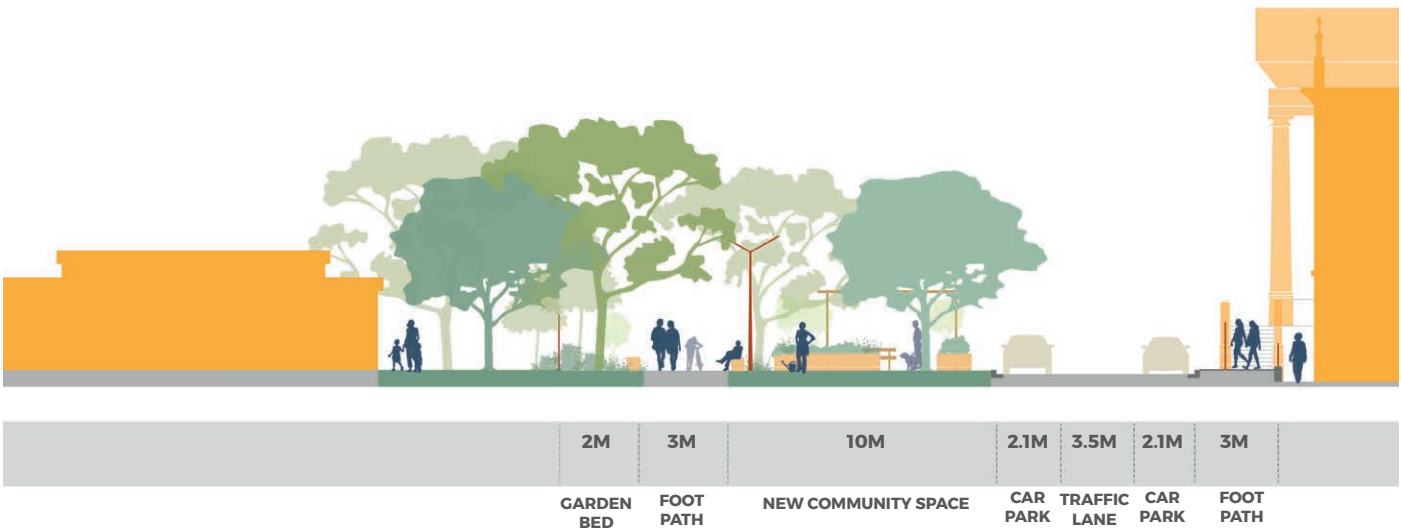 2M 3M 10M 2.1M 3.5M 2.1M 3M
GARDEN BED
FOOT PATH
NEW COMMUNITY SPACE
CAR PARK
TRAFFIC LANE
CAR PARK
FOOT PATH